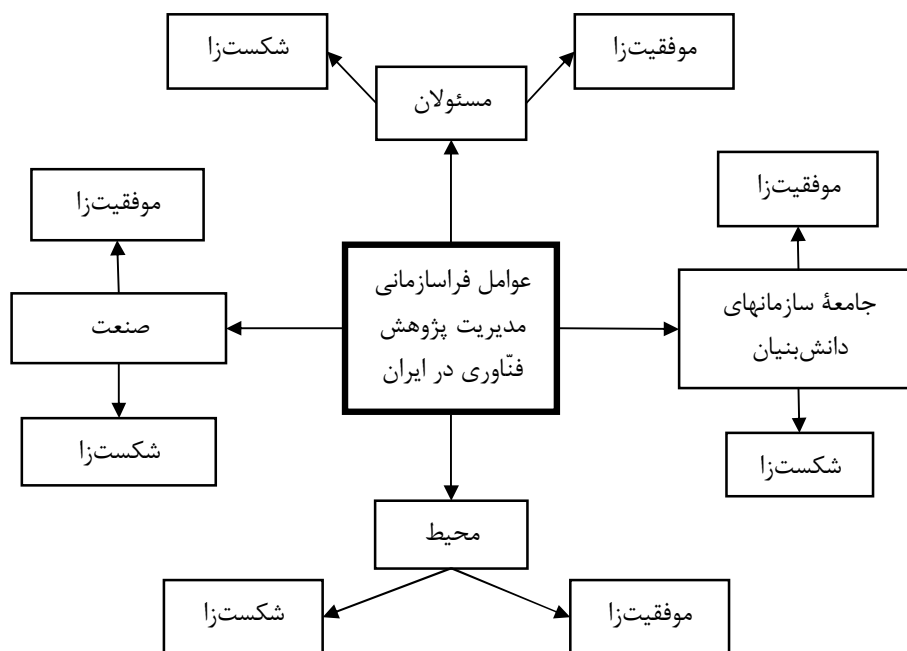 موفقیت‌زا
شکست‌زا
مسئولان
موفقیت‌زا
موفقیت‌زا
عوامل فراسازمانی
مدیریت پژوهش
فنّاوری در ایران
جامعهٔ سازمانهای
دانش‌بنیان
صنعت
شکست‌زا
شکست‌زا
محیط
موفقیت‌زا
شکست‌زا